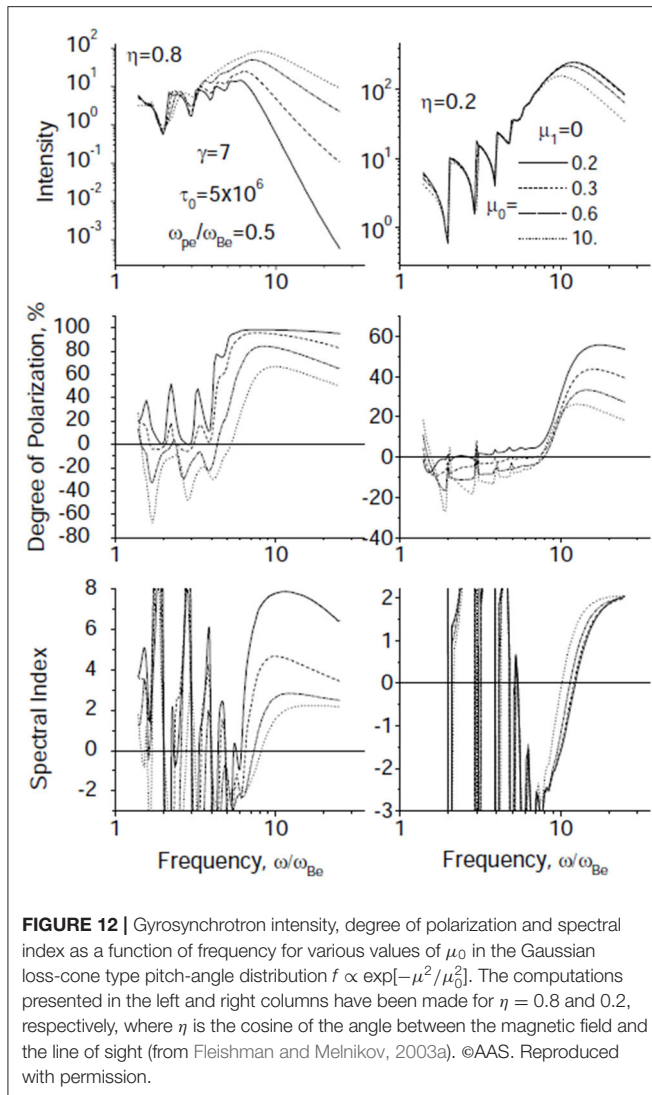 Intensity
10²
10¹
10⁰
10⁻¹
10⁻²
10⁻³
η=0.8
γ=7
τ₀=5x10⁶
ωpe/ωBe=0.5
1
10
10²
10¹
10⁰
η=0.2
μ₁=0
0.2
0.3
μ₀=
0.6
10.
1
10
Degree of Polarization, %
100
80
60
40
20
0
-20
-40
-60
-80
1
10
60
40
20
0
-20
-40
1
10
Spectral Index
8
6
4
2
0
-2
1
10
Frequency, ω/ωBe
2
1
0
-1
-2
-3
1
10
Frequency, ω/ωBe
FIGURE 12 | Gyrosynchrotron intensity, degree of polarization and spectral
index as a function of frequency for various values of μ₀ in the Gaussian
loss-cone type pitch-angle distribution f ∝ exp[−μ²/μ₀²]. The computations
presented in the left and right columns have been made for η = 0.8 and 0.2,
respectively, where η is the cosine of the angle between the magnetic field and
the line of sight (from Fleishman and Melnikov, 2003a). ©AAS. Reproduced
with permission.